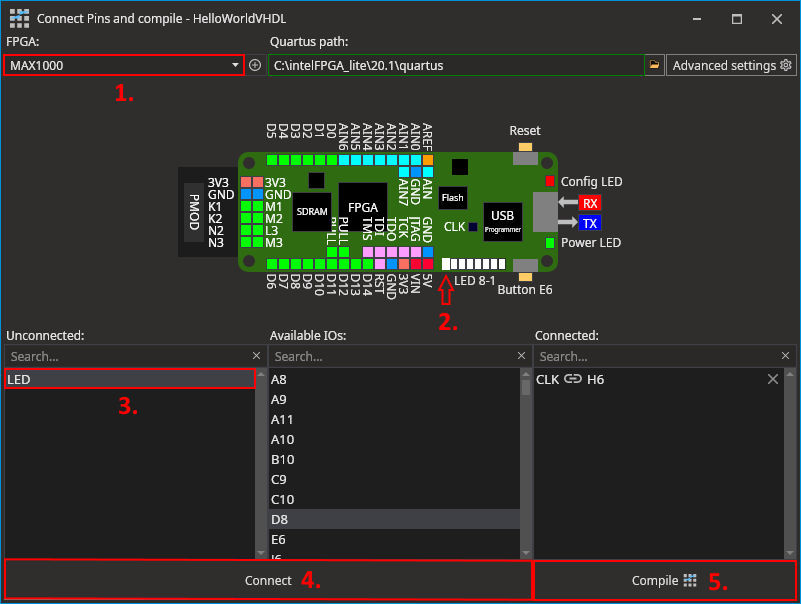 Connect Pins and compile - HelloWorldVHDL
FPGA:
Quartus path:
MAX1000
C:\intelFPGA_lite\20.1\quartus
Advanced settings
1.
D5 D4 D3 D2 D1 D0 AIN6 AIN5 AIN4 AIN3 AIN2 AIN1 AIN0 AREF
Reset
3V3 3V3
GND GND
K1 M1
K2 M2
N2 L3
N3 M3
PMOD
SDRAM
FPGA
AIN7 GND AIN
Flash
CLK
USB
Programmer
Config LED
RX
TX
Power LED
PULL PULL TMS TDI TDO TCK JTAG GND
D6 D7 D8 D9 D10 D11 D12 D13 D14 RST GND 3V3 VIN 5V
LED 8-1
Button E6
2.
Unconnected:
Available IOs:
Connected:
Search...
Search...
Search...
LED
3.
A8
A9
A11
A10
B10
C9
C10
D8
E6
J6
CLK H6
Connect 4.
Compile 5.